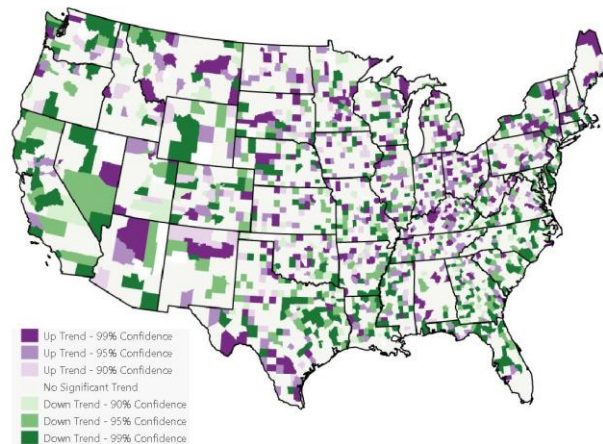 Up Trend - 99% Confidence
Up Trend - 95% Confidence
Up Trend - 90% Confidence
No Significant Trend
Down Trend - 90% Confidence
Down Trend - 95% Confidence
Down Trend - 99% Confidence